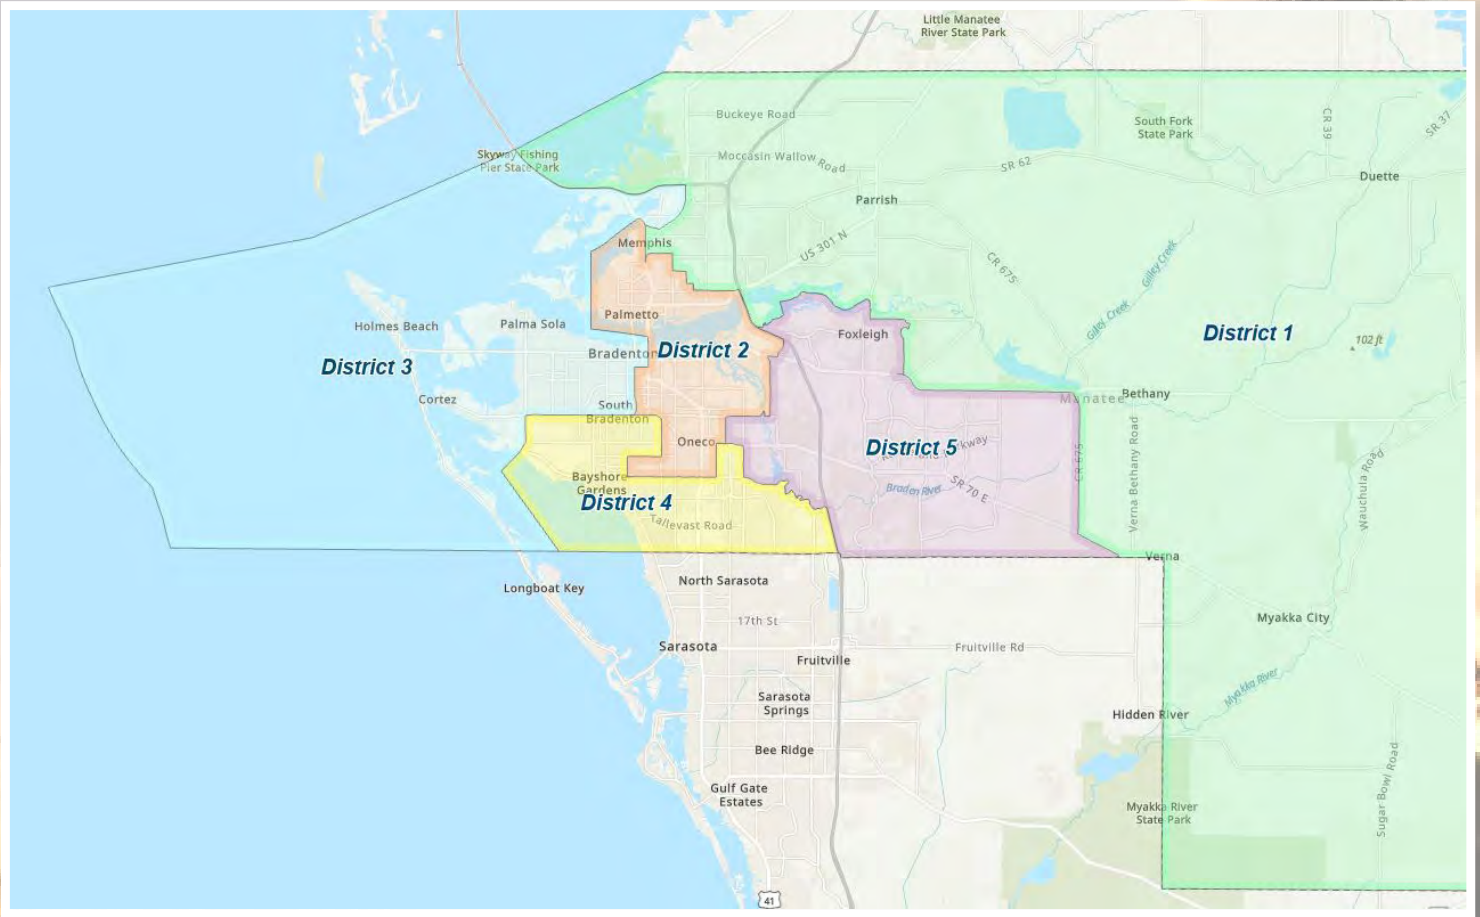 Little Manatee
River State Park
Buckeye Road
CR 39
SR 37
South Fork
State Park
Skyway Fishing
Pier State Park
Moccasin Wallow Road
SR 62
Duette
Parrish
Memphis
US 301 N
CR 675
Gilley Creek
Gilley Creek
Palmetto
Holmes Beach
Palma Sola
Foxleigh
District 1
102 ft
Bradenton
District 2
District 3
Cortez
South
Bradenton
Manatee
Bethany
Oneco
District 5
Parkway
CR 675
Verna Bethany Road
Wauchula Road
Bayshore
Gardens
District 4
Braden River
SR 70 E
Tallevast Road
Verna
Longboat Key
North Sarasota
17th St
Myakka City
Sarasota
Fruitville
Fruitville Rd
Sarasota
Springs
Myakka River
Hidden River
Bee Ridge
Gulf Gate
Estates
Myakka River
State Park
Sugar Bowl Road
41